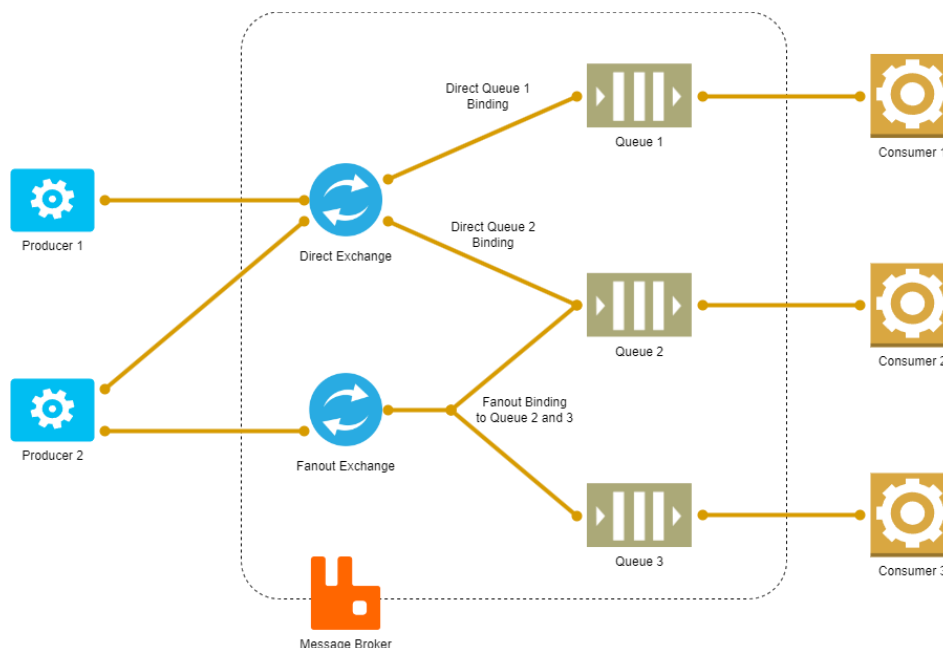 Direct Queue 1
Binding
Queue 1
Consumer 1
Producer 1
Direct Exchange
Direct Queue 2
Binding
Queue 2
Consumer 2
Producer 2
Fanout Exchange
Fanout Binding
to Queue 2 and 3
Queue 3
Consumer 3
Message Broker